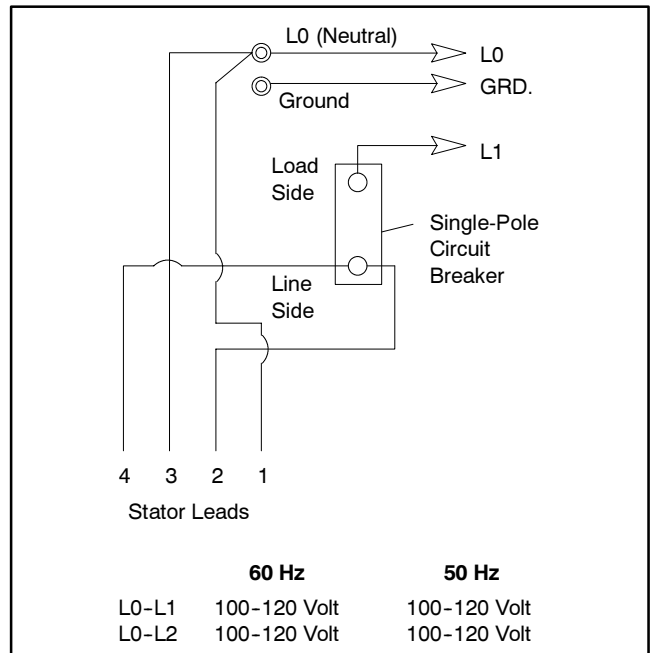 L0 (Neutral)
L0
GRD.
Ground
L1
Load
Side
Single-Pole
Circuit
Breaker
Line
Side
4 3 2 1
Stator Leads
60 Hz 50 Hz
L0-L1 100-120 Volt 100-120 Volt
L0-L2 100-120 Volt 100-120 Volt